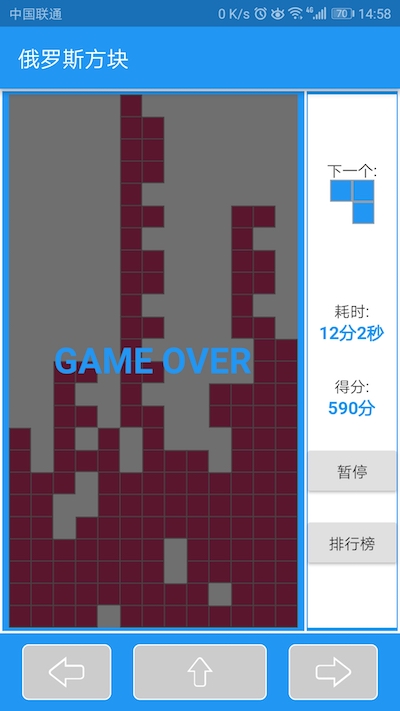 中国联通 0 K/s 4G 70 14:58
俄罗斯方块
下一个:
耗时:
12分2秒
GAME OVER
得分:
590分
暂停
排行榜